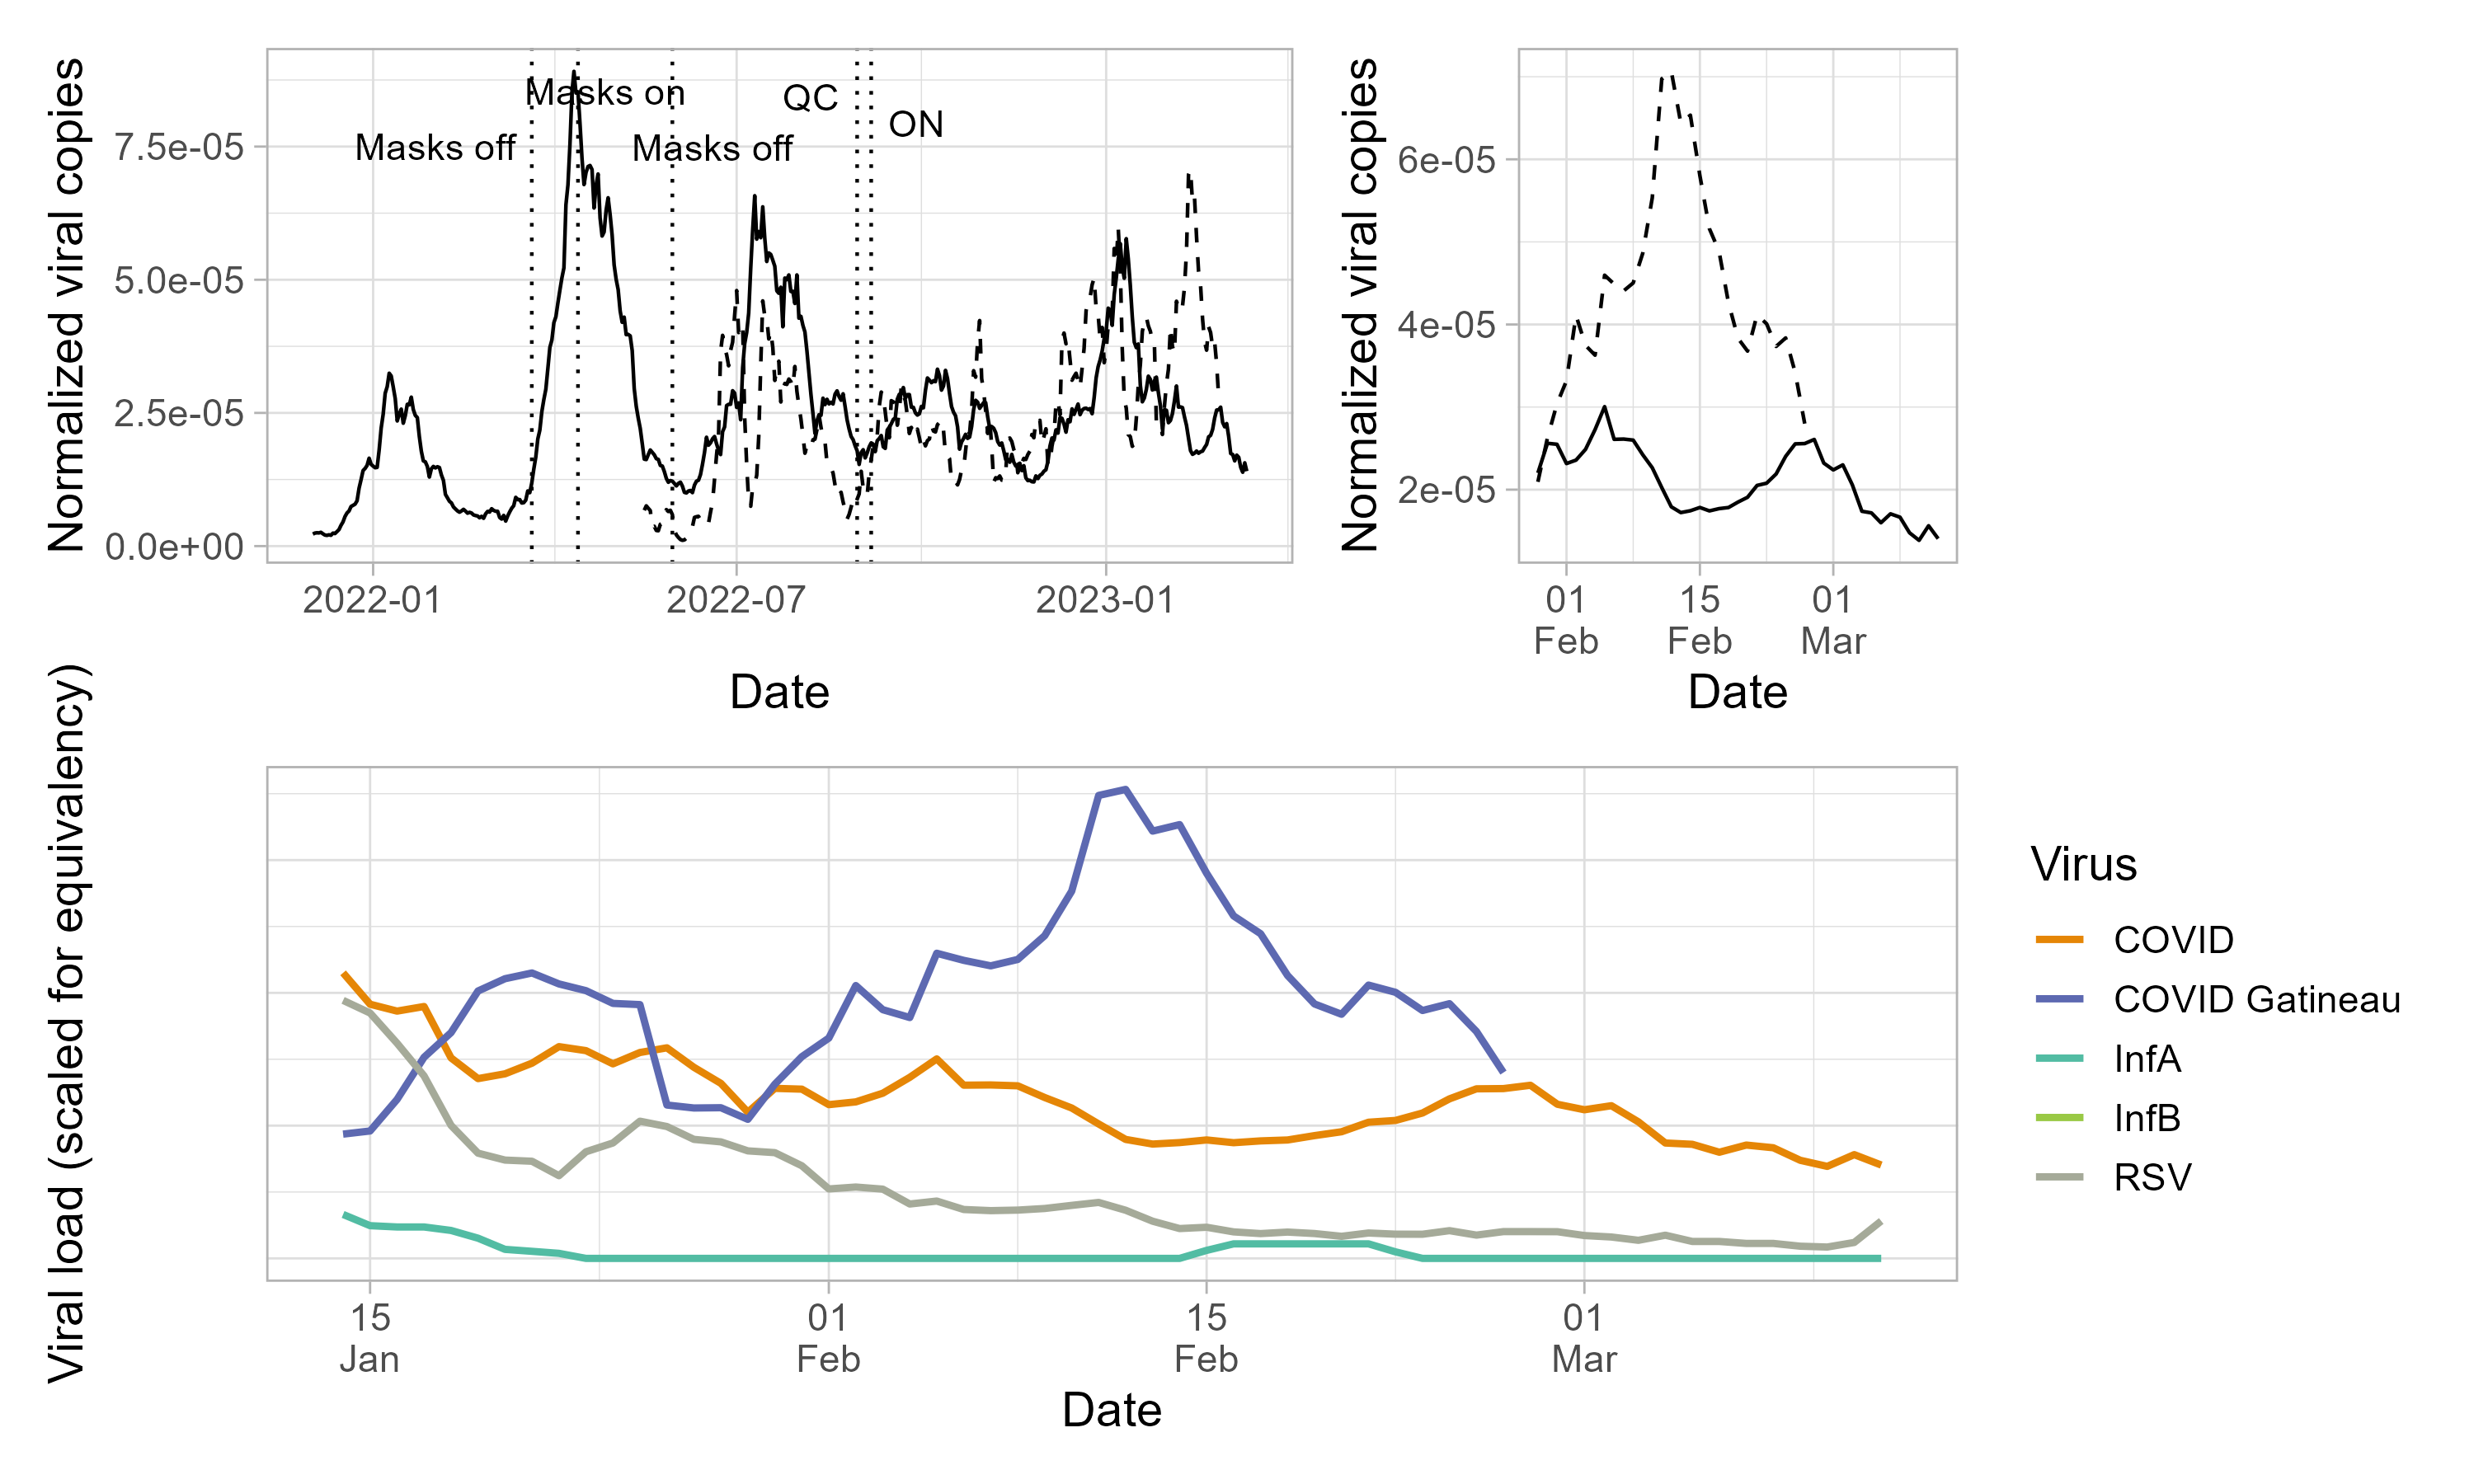 Normalized viral copies
7.5e-05
5.0e-05
2.5e-05
0.0e+00
Masks off
Masks on
Masks off
QC
ON
2022-01
2022-07
2023-01
Date
Normalized viral copies
6e-05
4e-05
2e-05
01
Feb
15
Feb
01
Mar
Date
Viral load (scaled for equivalency)
15
Jan
01
Feb
15
Feb
01
Mar
Date
Virus
COVID
COVID Gatineau
InfA
InfB
RSV